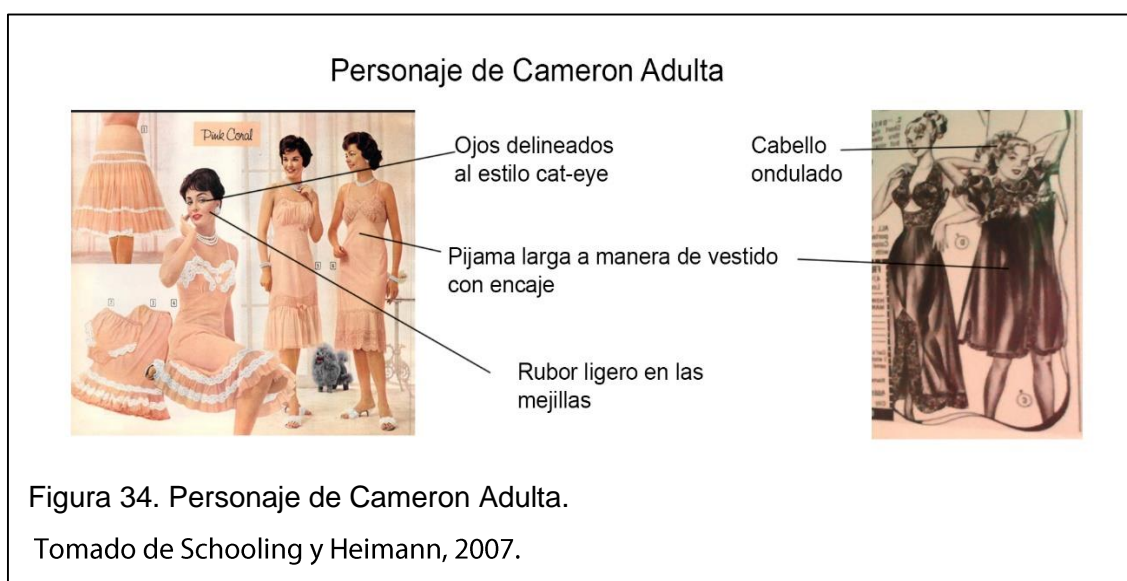 Personaje de Cameron Adulta
Pink Coral
Ojos delineados
al estilo cat-eye
Cabello
ondulado
Pijama larga a manera de vestido
con encaje
Rubor ligero en las
mejillas
Figura 34. Personaje de Cameron Adulta.
Tomado de Schooling y Heimann, 2007.